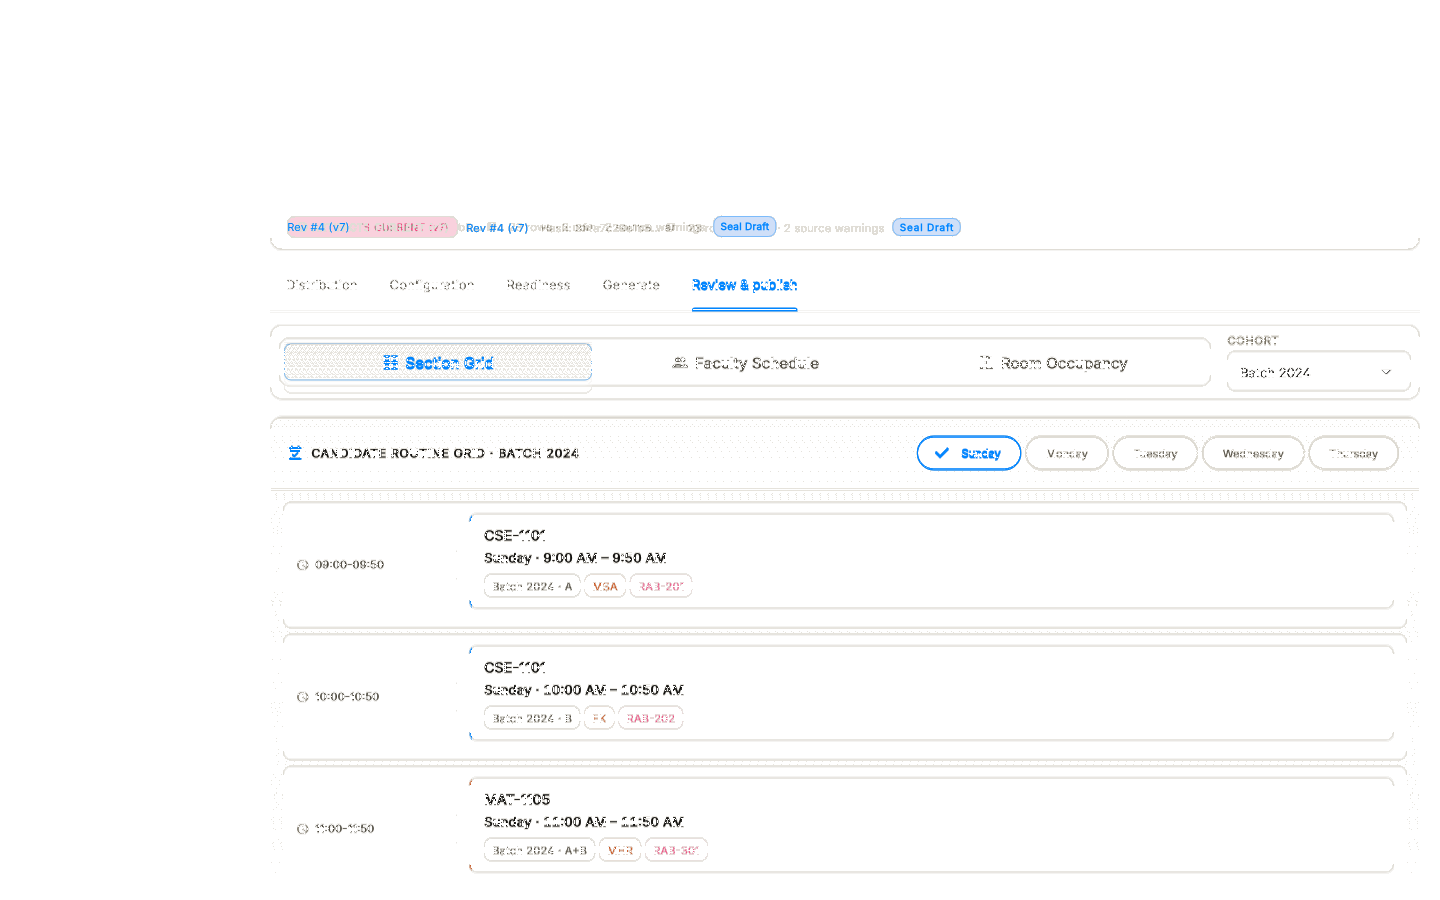 Rev #4 (v7) Rev #4 (v7) Seal Draft · 2 source warnings Seal Draft
Distribution Configuration Readiness Generate Review & publish
Section Grid Faculty Schedule Room Occupancy
COHORT
Batch 2024
CANDIDATE ROUTINE GRID · BATCH 2024 Sunday Monday Tuesday Wednesday Thursday
09:00-09:50
CSE-1101
Sunday · 9:00 AM – 9:50 AM
Batch 2024 · A MSA RAB-201
10:00-10:50
CSE-1101
Sunday · 10:00 AM – 10:50 AM
Batch 2024 · B RAB-202
11:00-11:50
MAT-1105
Sunday · 11:00 AM – 11:50 AM
Batch 2024 · A+B MHR RAB-301